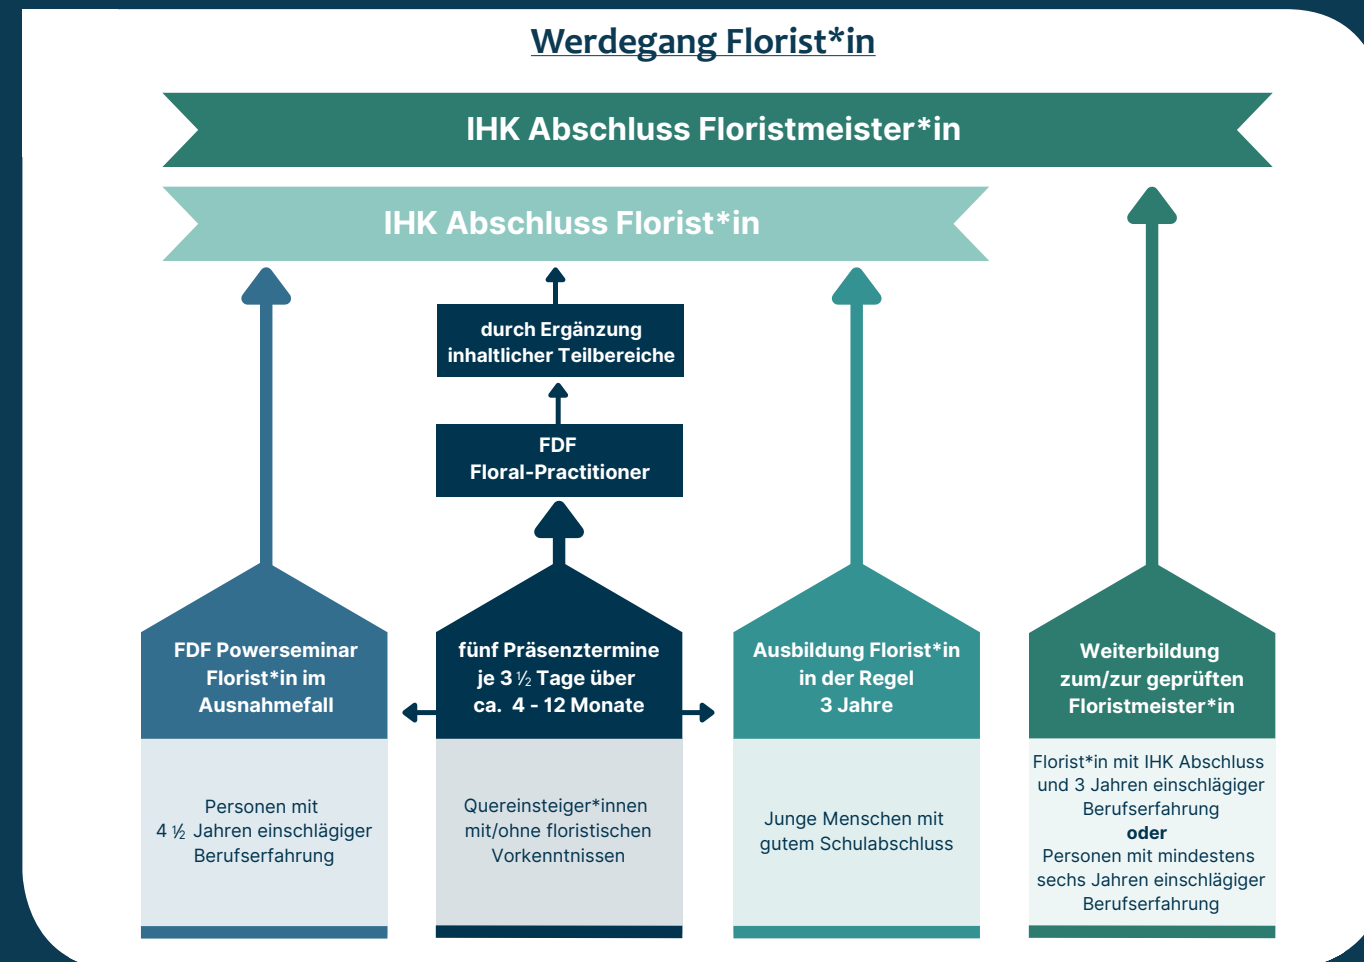 Werdegang Florist*in
IHK Abschluss Floristmeister*in
IHK Abschluss Florist*in
durch Ergänzung
inhaltlicher Teilbereiche
FDF
Floral-Practitioner
FDF Powerseminar
Florist*in im
Ausnahmefall
Personen mit
4 ½ Jahren einschlägiger
Berufserfahrung
fünf Präsenztermine
je 3 ½ Tage über
ca. 4 - 12 Monate
Quereinsteiger*innen
mit/ohne floristischen
Vorkenntnissen
Ausbildung Florist*in
in der Regel
3 Jahre
Junge Menschen mit
gutem Schulabschluss
Weiterbildung
zum/zur geprüften
Floristmeister*in
Florist*in mit IHK Abschluss
und 3 Jahren einschlägiger
Berufserfahrung
oder
Personen mit mindestens
sechs Jahren einschlägiger
Berufserfahrung